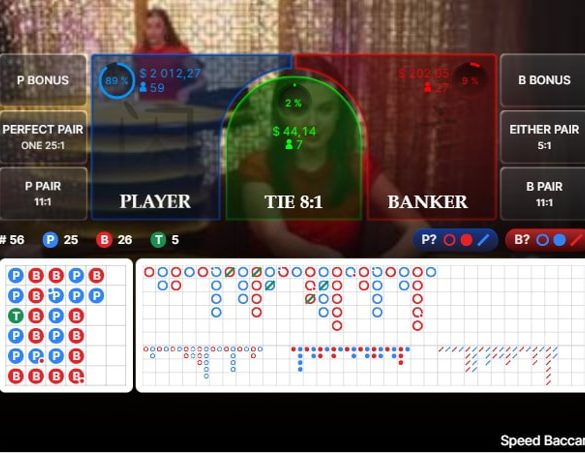 P BONUS
89 %
$ 2 012,27
59
2 %
$ 44,14
7
$ 202,65
27
9 %
B BONUS
PERFECT PAIR
ONE 25:1
EITHER PAIR
5:1
P PAIR
11:1
PLAYER
TIE 8:1
BANKER
B PAIR
11:1
# 56 P 25 B 26 T 5
P?
B?
P B B P B
P B P P P
T B P B
P B P B
P P P B
B B B B
Speed Baccar